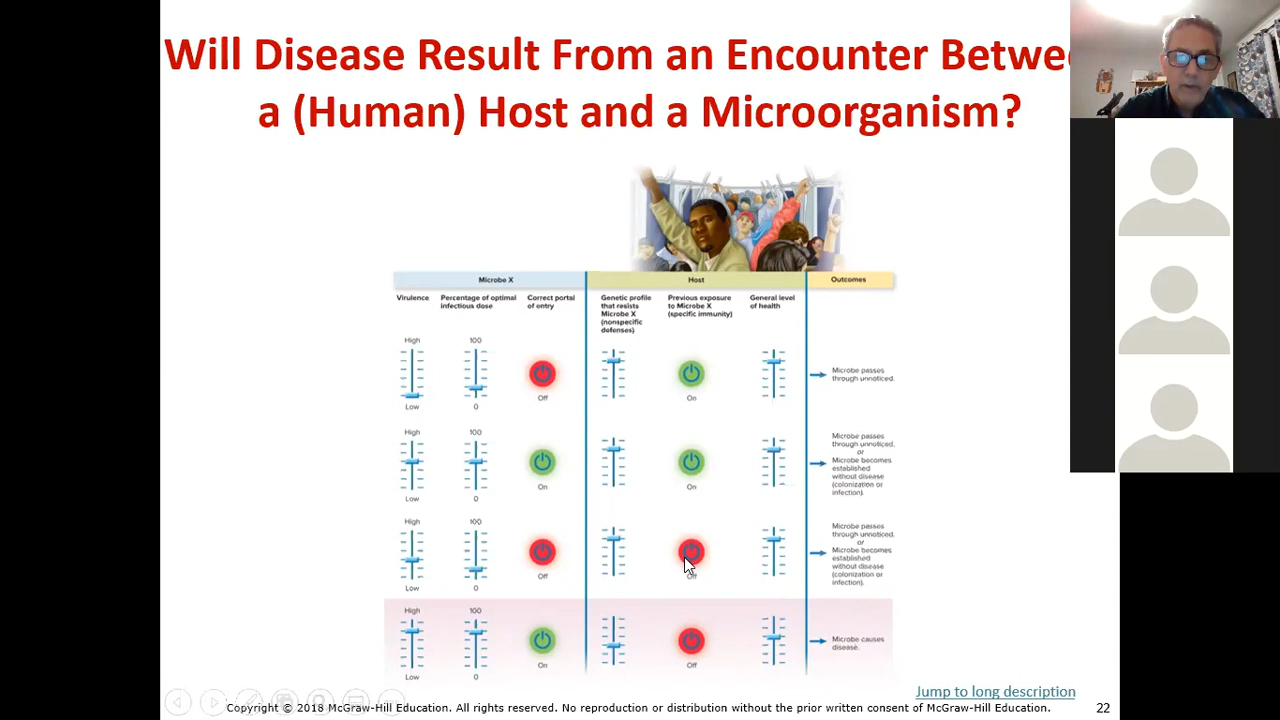 Will Disease Result From an Encounter Betwee
a (Human) Host and a Microorganism?
Microbe X
Host
Outcomes
Virulence
Percentage of optimal
infectious dose
Correct portal
of entry
Genetic profile
that resists
Microbe X
(nonspecific
defenses)
Previous exposure
to Microbe X
(specific immunity)
General level
of health
High
100
Low
0
Off
On
Microbe passes
through unnoticed.
High
100
Low
0
On
On
Microbe passes
through unnoticed.
or
Microbe becomes
established
without disease
(colonization or
infection).
High
100
Low
0
Off
Off
Microbe passes
through unnoticed.
or
Microbe becomes
established
without disease
(colonization or
infection).
High
100
Low
0
On
Off
Microbe causes
disease.
Jump to long description
Copyright © 2018 McGraw-Hill Education. All rights reserved. No reproduction or distribution without the prior written consent of McGraw-Hill Education.
22